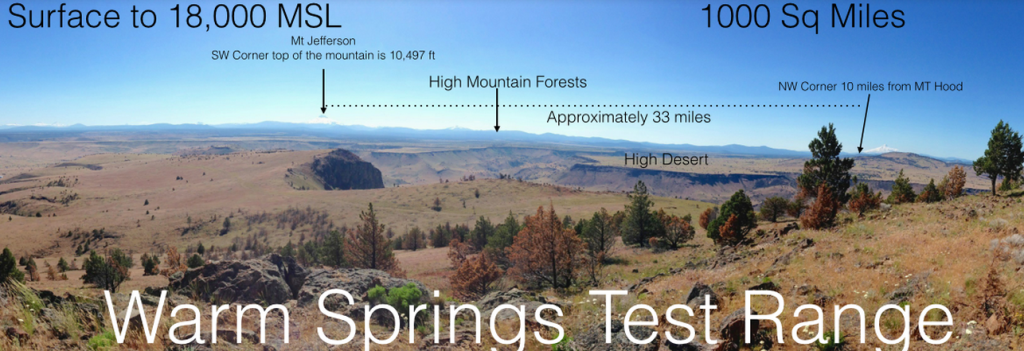 Surface to 18,000 MSL
1000 Sq Miles
Mt Jefferson
SW Corner top of the mountain is 10,497 ft
High Mountain Forests
NW Corner 10 miles from MT Hood
Approximately 33 miles
High Desert
Warm Springs Test Range